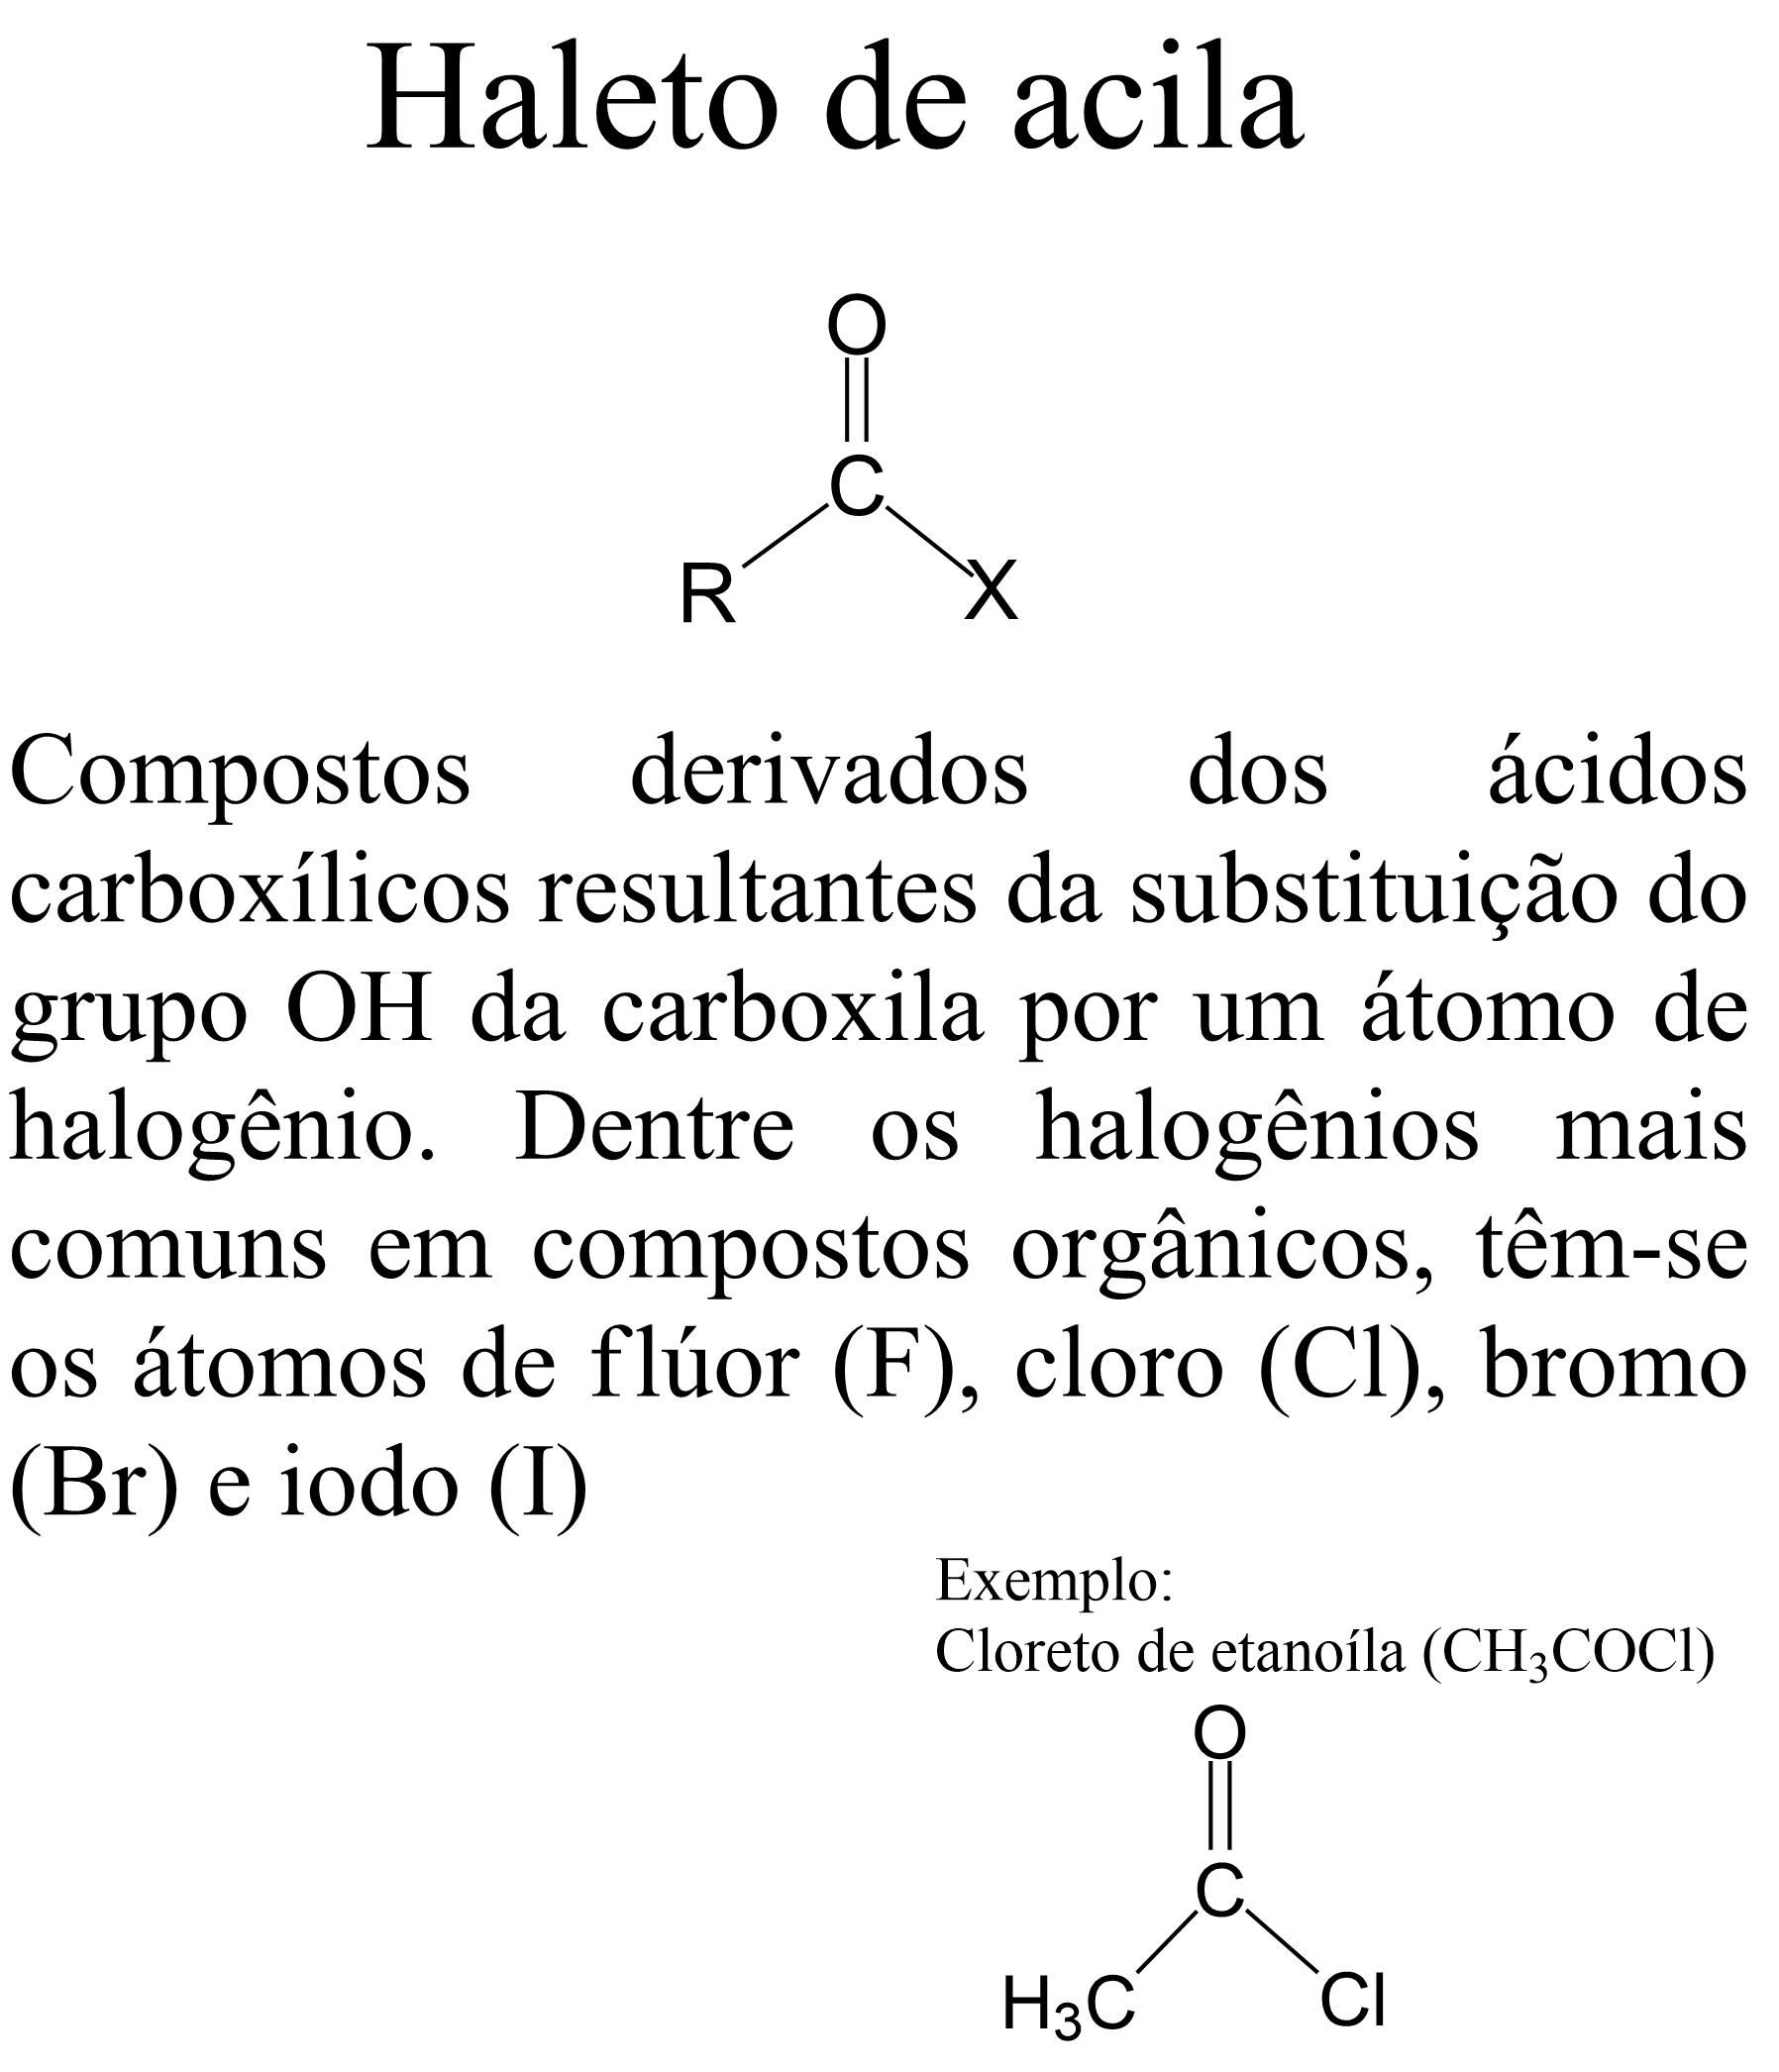 Haleto de acila
O
C
R X
Compostos derivados dos ácidos
carboxílicos resultantes da substituição do
grupo OH da carboxila por um átomo de
halogênio. Dentre os halogênios mais
comuns em compostos orgânicos, têm-se
os átomos de flúor (F), cloro (Cl), bromo
(Br) e iodo (I)
Exemplo:
Cloreto de etanoíla (CH₃COCl)
O
C
H₃C Cl